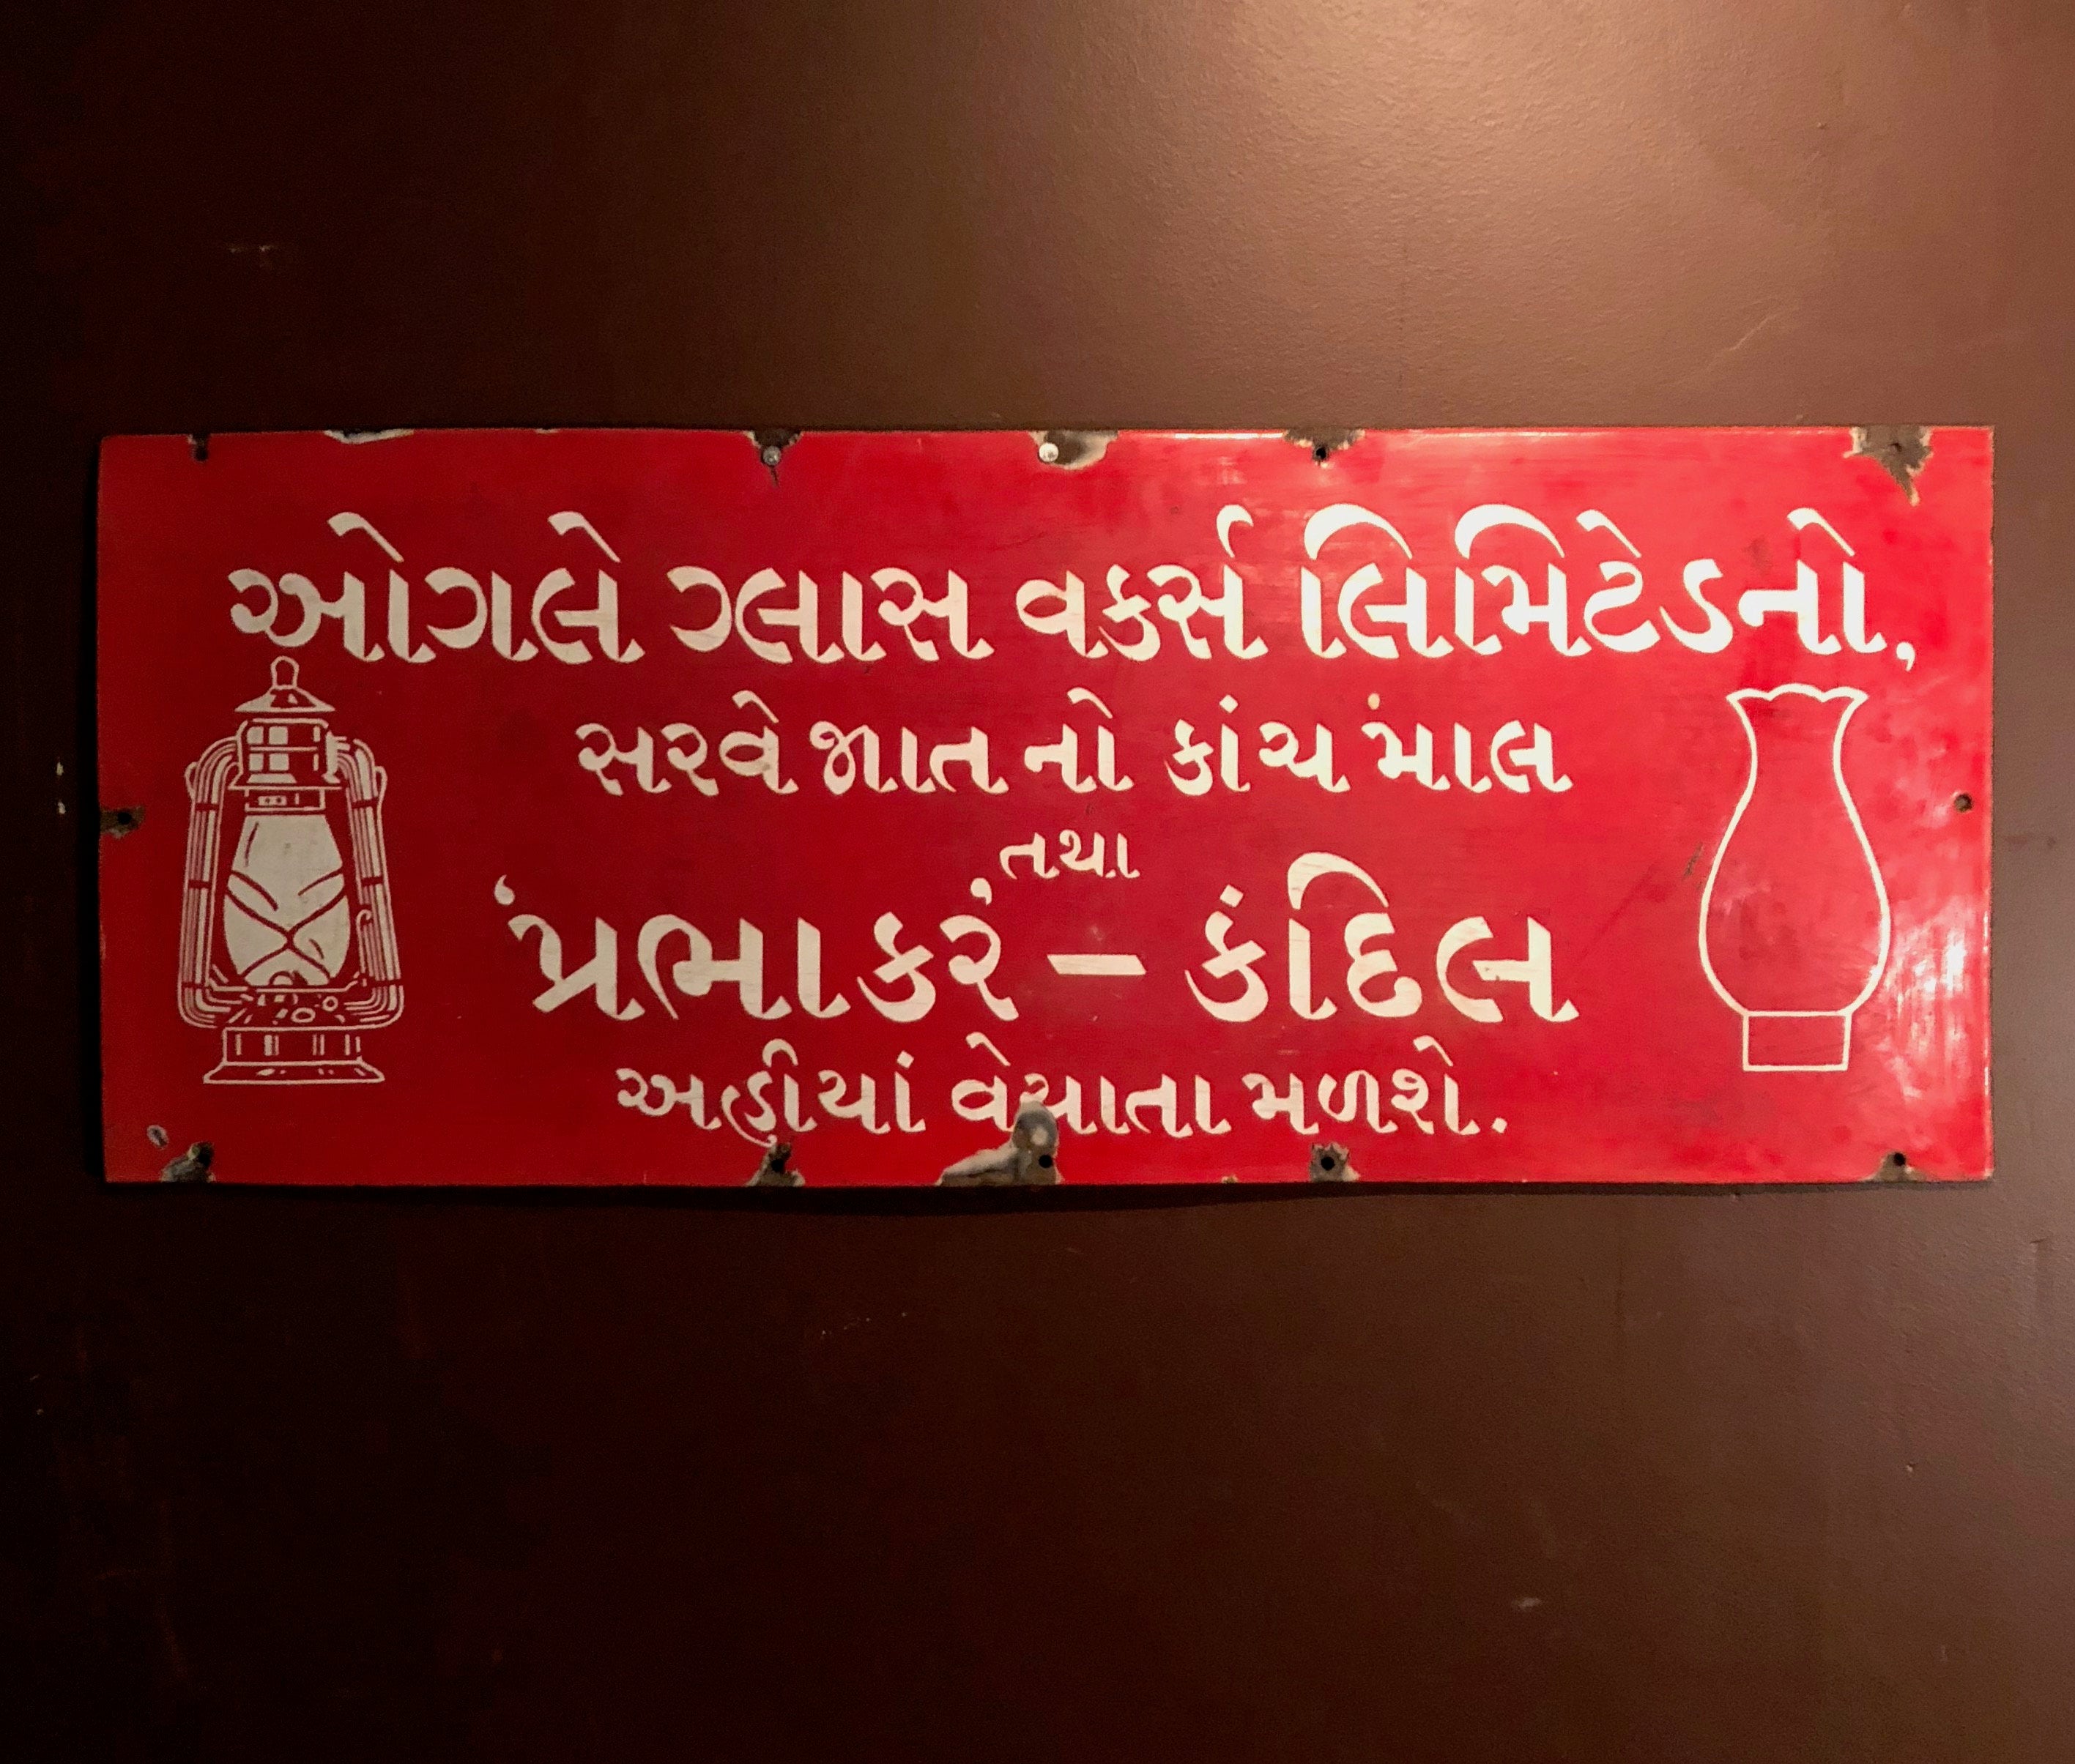 ઓગલે ગ્લાસ વર્ક્સ લિમિટેડનો,
સરવે જાત નો કાંચ માલ
તથા
‘પ્રભાકર’ – કંદિલ
અહીયાં વેચાતા મળશે.